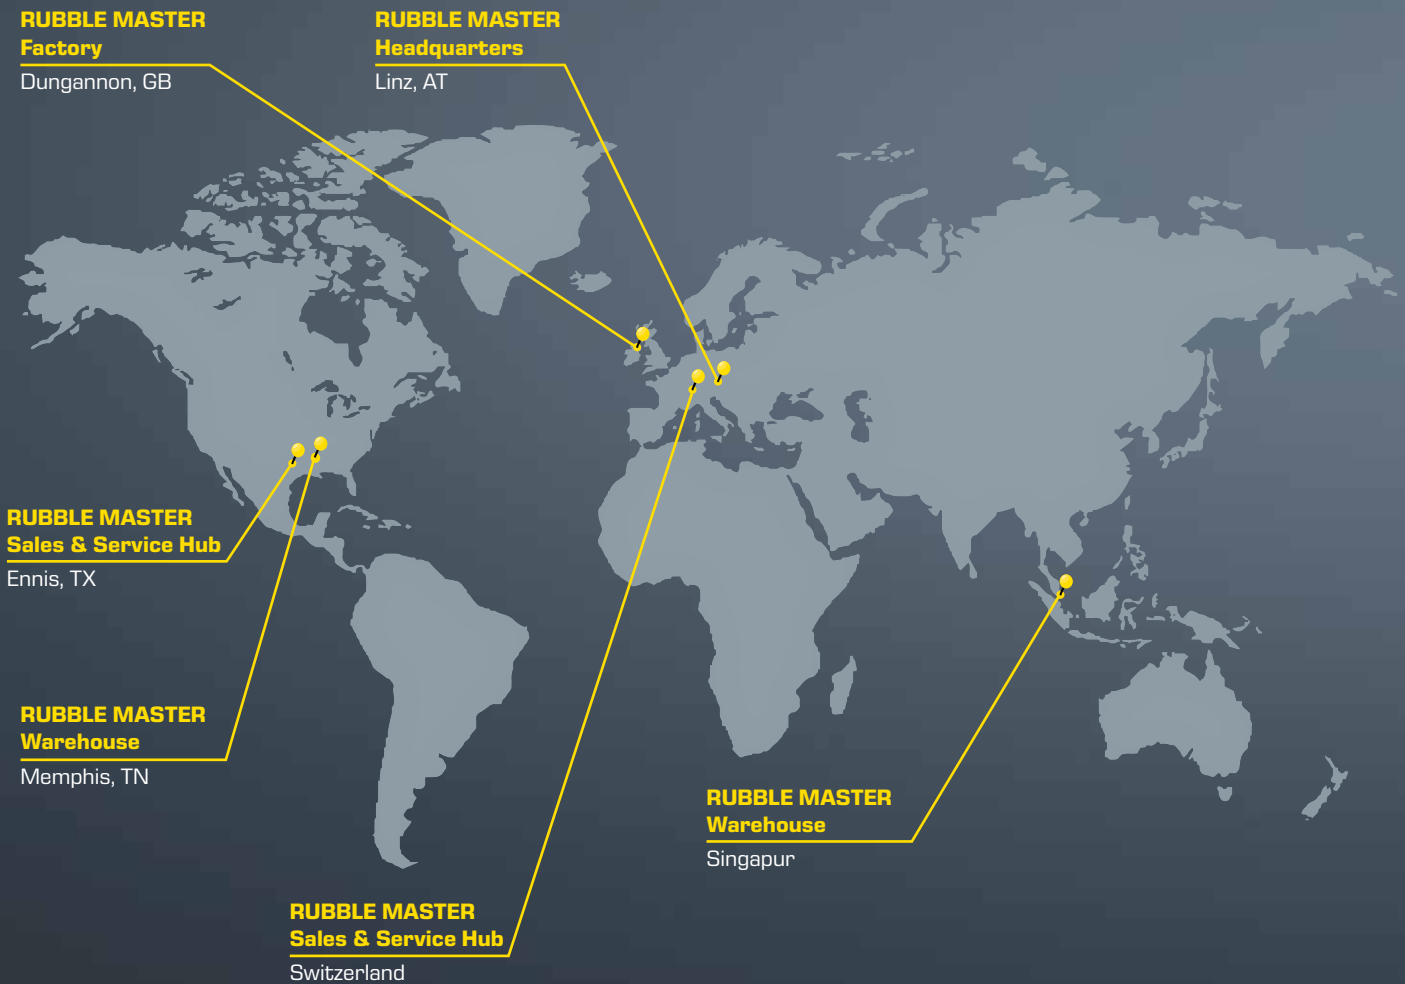 RUBBLE MASTER
Factory
Dungannon, GB
RUBBLE MASTER
Headquarters
Linz, AT
RUBBLE MASTER
Sales & Service Hub
Ennis, TX
RUBBLE MASTER
Warehouse
Memphis, TN
RUBBLE MASTER
Warehouse
Singapur
RUBBLE MASTER
Sales & Service Hub
Switzerland